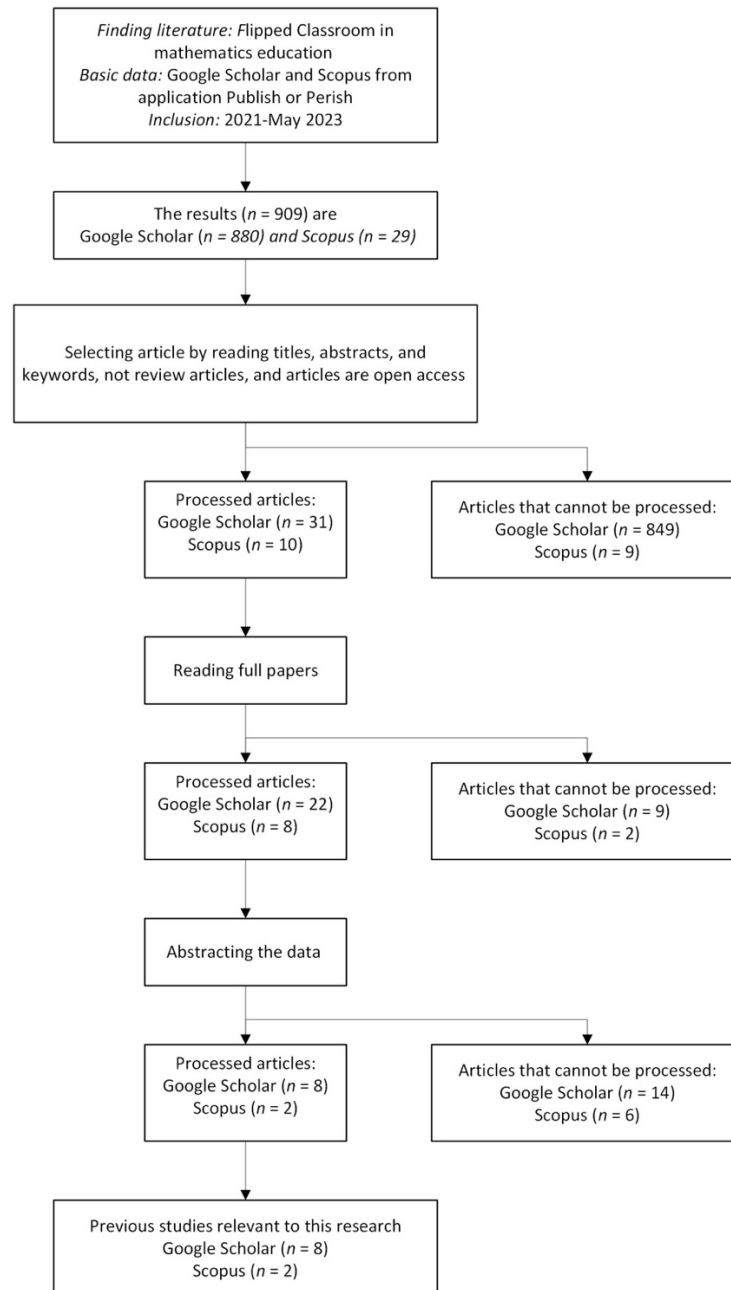 Finding literature: Flipped Classroom in
mathematics education
Basic data: Google Scholar and Scopus from
application Publish or Perish
Inclusion: 2021-May 2023
The results (n = 909) are
Google Scholar (n = 880) and Scopus (n = 29)
Selecting article by reading titles, abstracts, and
keywords, not review articles, and articles are open access
Processed articles:
Google Scholar (n = 31)
Scopus (n = 10)
Articles that cannot be processed:
Google Scholar (n = 849)
Scopus (n = 9)
Reading full papers
Processed articles:
Google Scholar (n = 22)
Scopus (n = 8)
Articles that cannot be processed:
Google Scholar (n = 9)
Scopus (n = 2)
Abstracting the data
Processed articles:
Google Scholar (n = 8)
Scopus (n = 2)
Articles that cannot be processed:
Google Scholar (n = 14)
Scopus (n = 6)
Previous studies relevant to this research
Google Scholar (n = 8)
Scopus (n = 2)